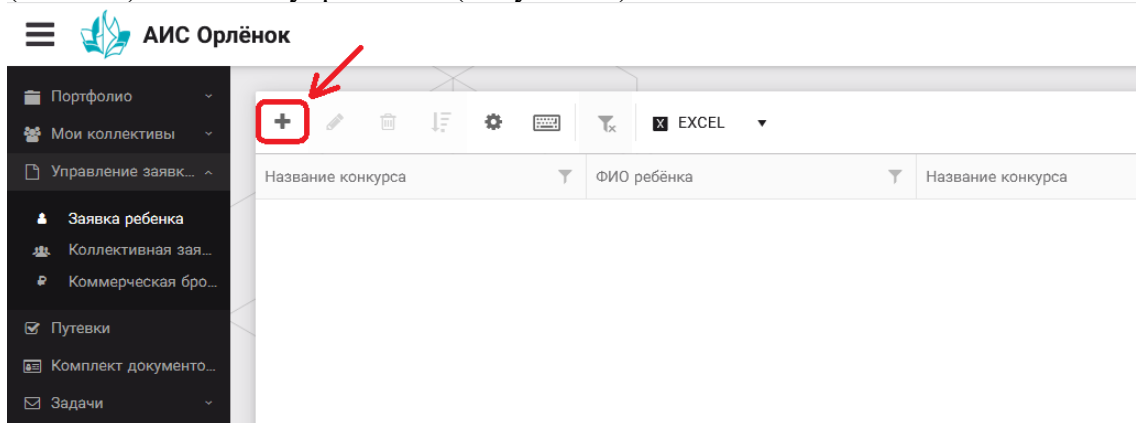 АИС Орлёнок
Портфолио
Мои коллективы
Управление заявк...
Заявка ребенка
Коллективная зая...
Коммерческая бро...
Путевки
Комплект документо...
Задачи
X EXCEL
Название конкурса ФИО ребёнка Название конкурса